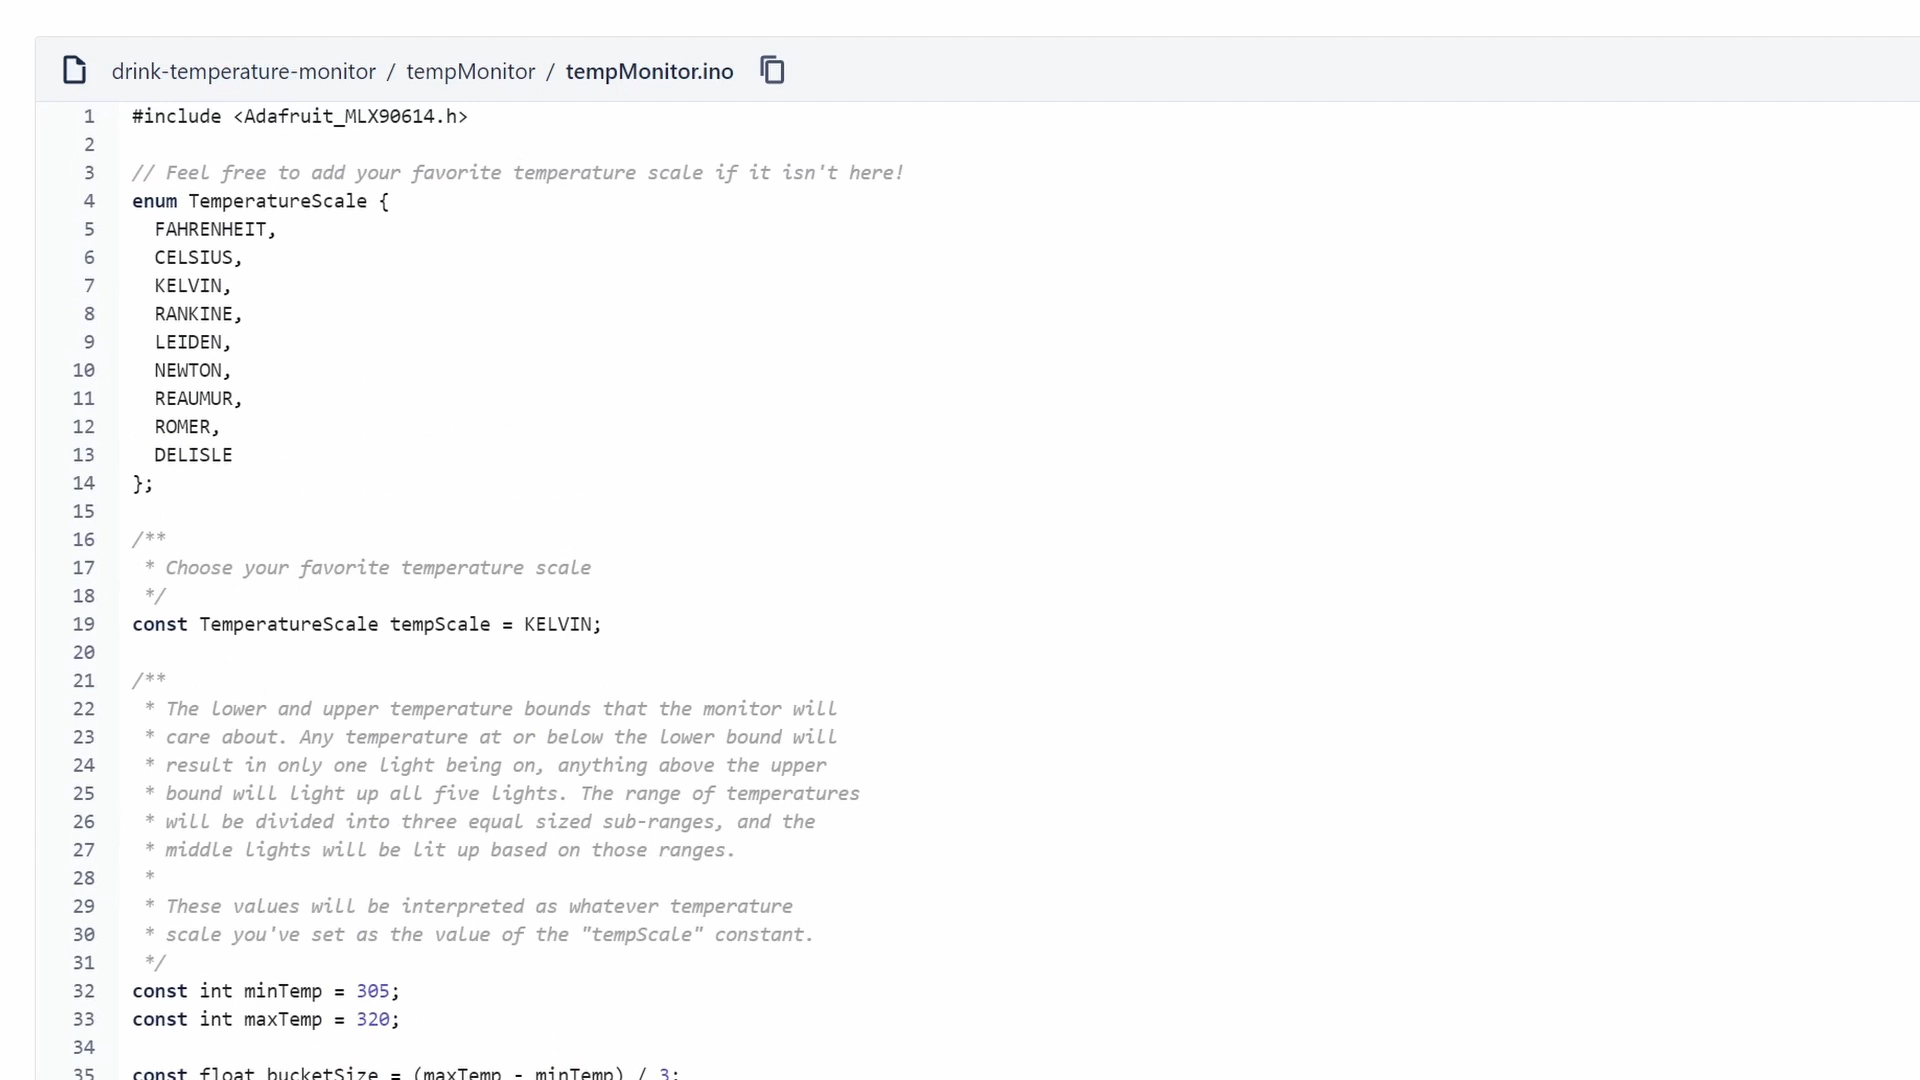 drink-temperature-monitor / tempMonitor / tempMonitor.ino
1 #include <Adafruit_MLX90614.h>
2
3 // Feel free to add your favorite temperature scale if it isn't here!
4 enum TemperatureScale {
5 FAHRENHEIT,
6 CELSIUS,
7 KELVIN,
8 RANKINE,
9 LEIDEN,
10 NEWTON,
11 REAUMUR,
12 ROMER,
13 DELISLE
14 };
15
16 /**
17 * Choose your favorite temperature scale
18 */
19 const TemperatureScale tempScale = KELVIN;
20
21 /**
22 * The lower and upper temperature bounds that the monitor will
23 * care about. Any temperature at or below the lower bound will
24 * result in only one light being on, anything above the upper
25 * bound will light up all five lights. The range of temperatures
26 * will be divided into three equal sized sub-ranges, and the
27 * middle lights will be lit up based on those ranges.
28 *
29 * These values will be interpreted as whatever temperature
30 * scale you've set as the value of the "tempScale" constant.
31 */
32 const int minTemp = 305;
33 const int maxTemp = 320;
34
35 const float bucketSize = (maxTemp - minTemp) / 3;